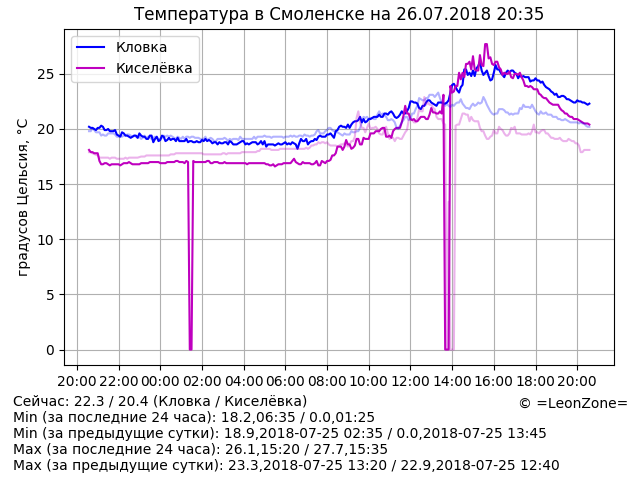 Температура в Смоленске на 26.07.2018 20:35
Кловка
Киселёвка
градусов Цельсия, °C
25
20
15
10
5
0
20:00 22:00 00:00 02:00 04:00 06:00 08:00 10:00 12:00 14:00 16:00 18:00 20:00
Сейчас: 22.3 / 20.4 (Кловка / Киселёвка)
© =LeonZone=
Min (за последние 24 часа): 18.2,06:35 / 0.0,01:25
Min (за предыдущие сутки): 18.9,2018-07-25 02:35 / 0.0,2018-07-25 13:45
Max (за последние 24 часа): 26.1,15:20 / 27.7,15:35
Max (за предыдущие сутки): 23.3,2018-07-25 13:20 / 22.9,2018-07-25 12:40